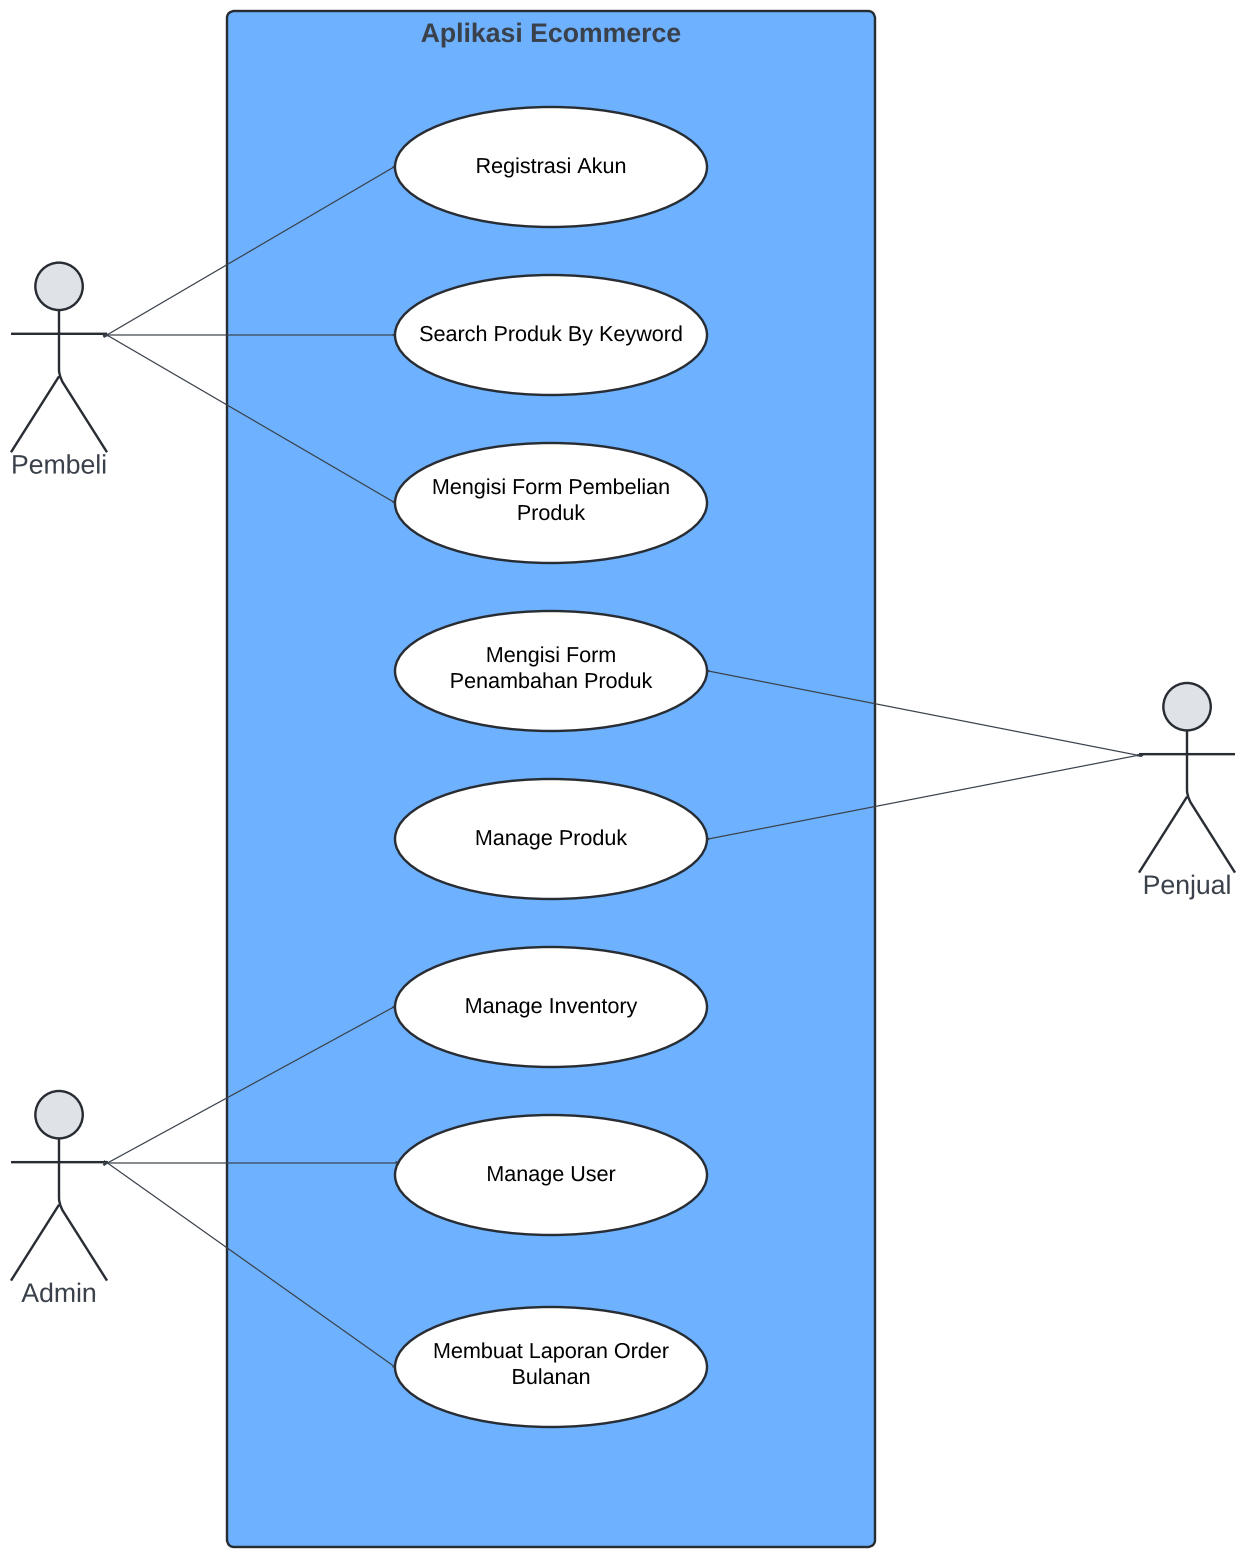 Aplikasi Ecommerce
Registrasi Akun
Search Produk By Keyword
Pembeli
Mengisi Form Pembelian
Produk
Mengisi Form
Penambahan Produk
Manage Produk
Penjual
Manage Inventory
Manage User
Admin
Membuat Laporan Order
Bulanan